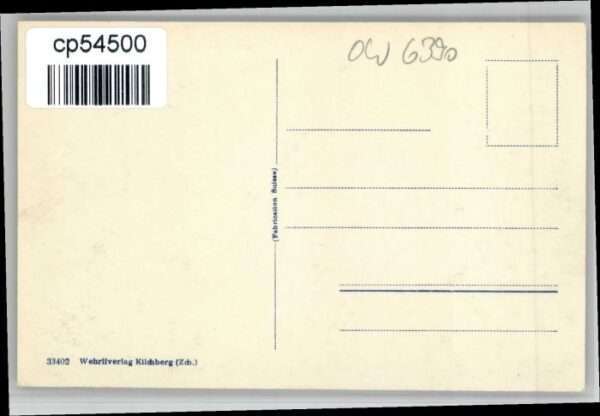 cp54500
OW 6390
(Fabrication Suisse)
33402 Wehrliverlag Kilchberg (Zch.)